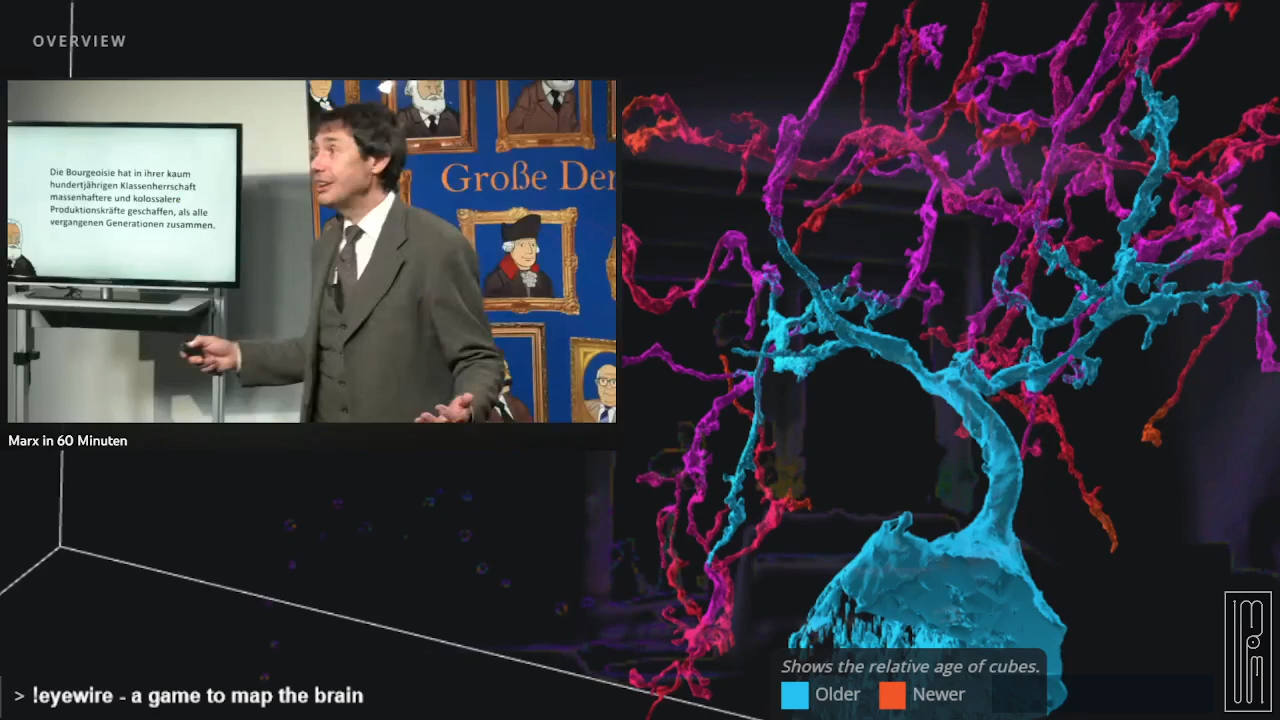 OVERVIEW
Die Bourgeoisie hat in ihrer kaum
hundertjährigen Klassenherrschaft
massenhaftere und kolossalere
Produktionskräfte geschaffen, als alle
vergangenen Generationen zusammen.
Große Der
Marx in 60 Minuten
Shows the relative age of cubes.
Older Newer
> !eyewire - a game to map the brain